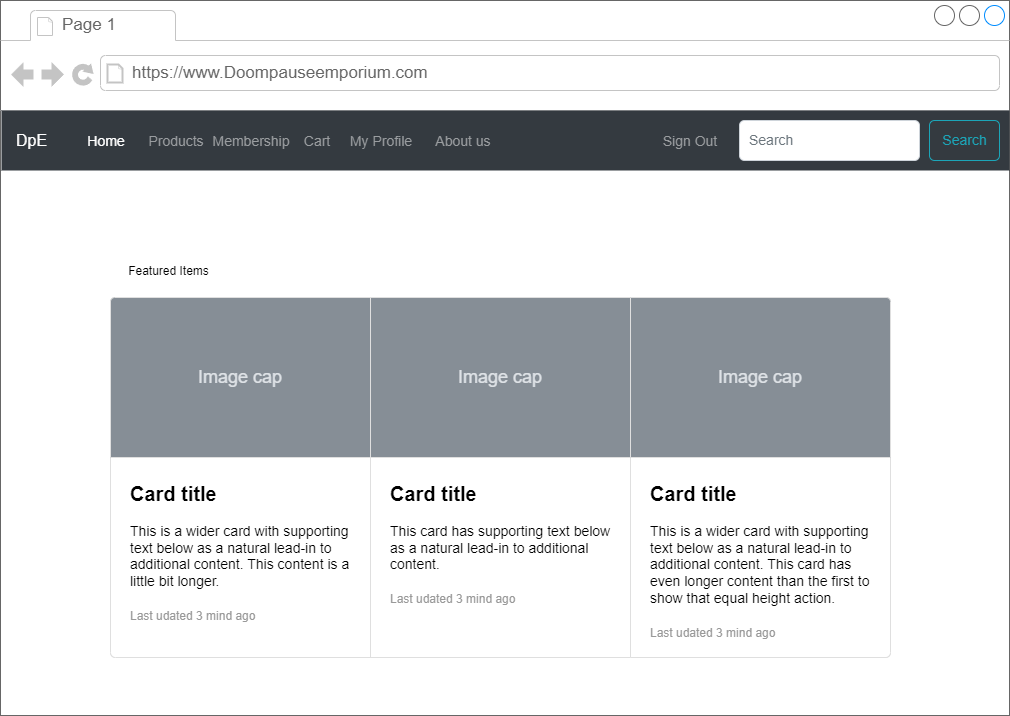 Page 1
https://www.Doompauseemporium.com
DpE Home Products Membership Cart My Profile About us Sign Out Search Search
Featured Items
Image cap Image cap Image cap
Card title
This is a wider card with supporting
text below as a natural lead-in to
additional content. This content is a
little bit longer.
Last udated 3 mind ago
Card title
This card has supporting text below
as a natural lead-in to additional
content.
Last udated 3 mind ago
Card title
This is a wider card with supporting
text below as a natural lead-in to
additional content. This card has
even longer content than the first to
show that equal height action.
Last udated 3 mind ago